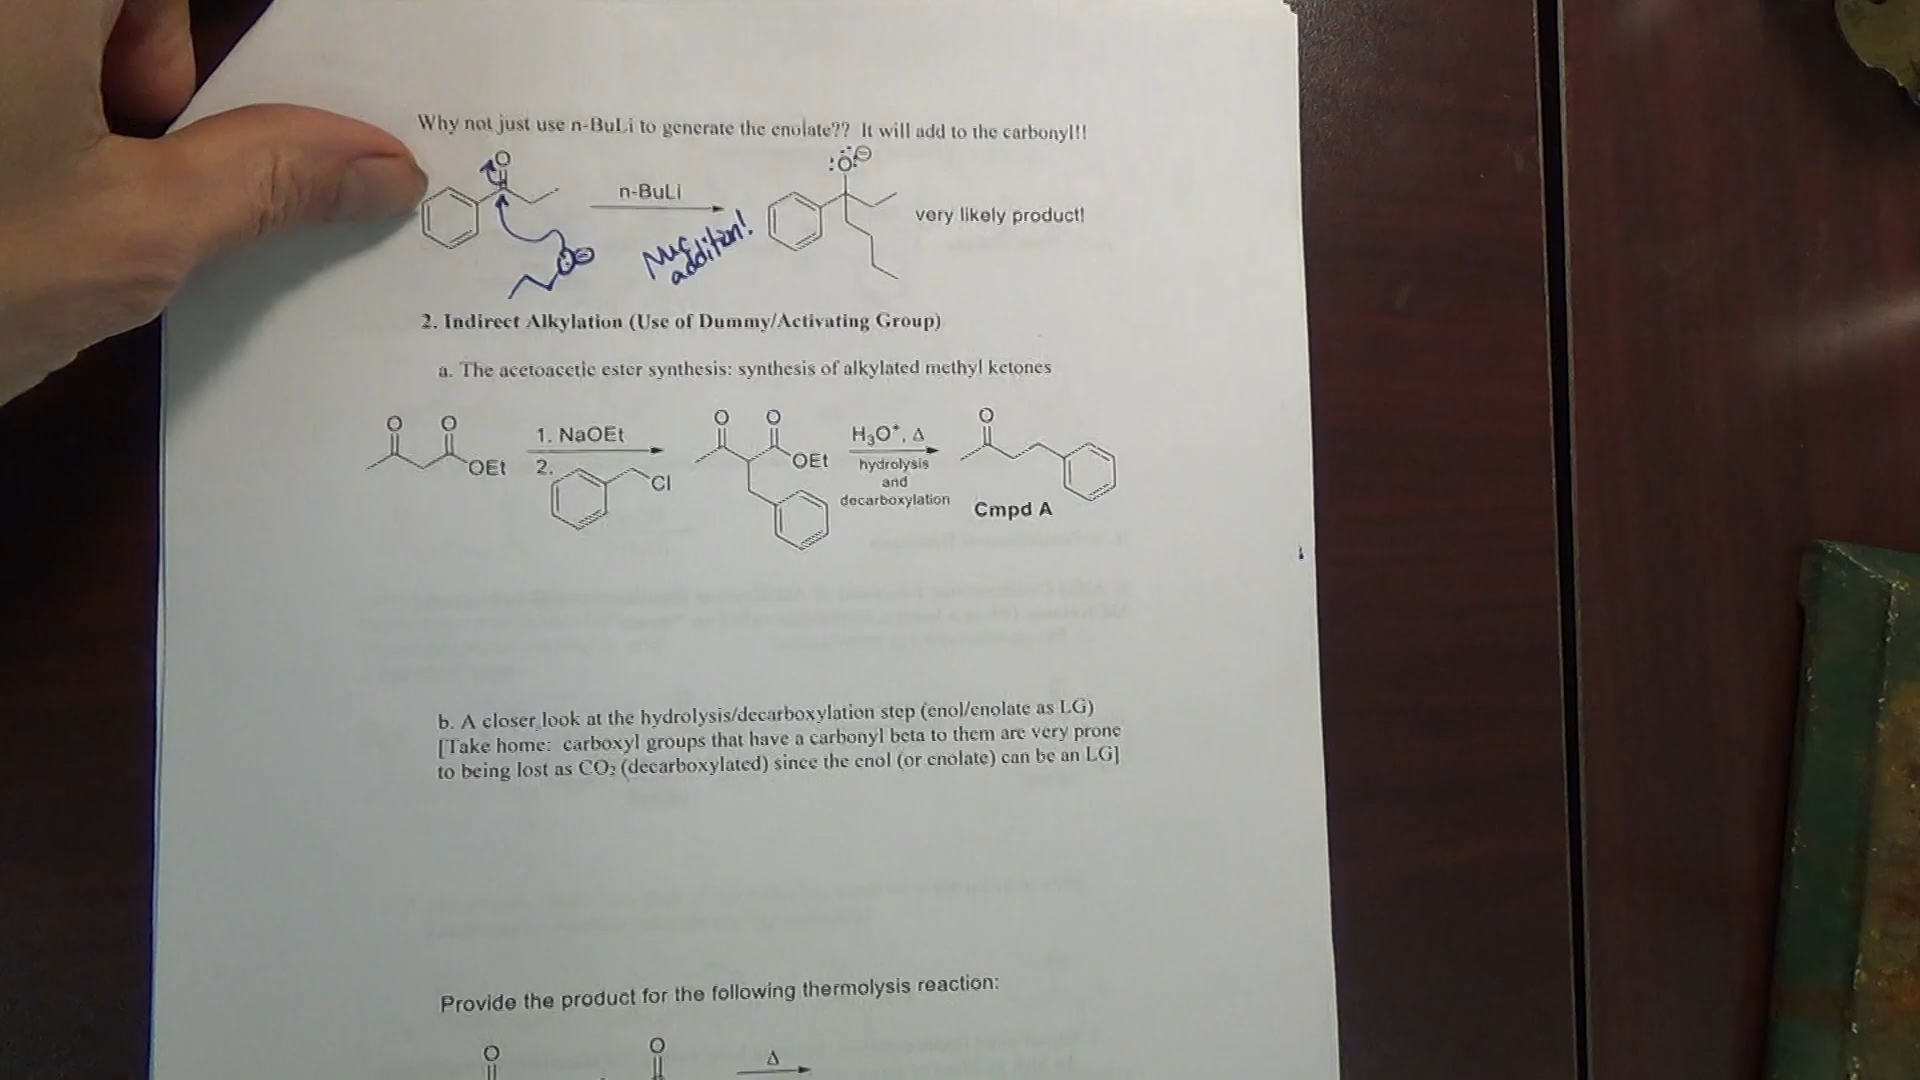 Why not just use n-BuLi to generate the enolate?? It will add to the carbonyl!!
O
:Ö:⊖
n-BuLi
very likely product!
Nuc addition!
2. Indirect Alkylation (Use of Dummy/Activating Group)
a. The acetoacetic ester synthesis: synthesis of alkylated methyl ketones
O O O O O
1. NaOEt
H₃O⁺, Δ
OEt
2.
Cl
OEt
hydrolysis
and
decarboxylation
Cmpd A
b. A closer look at the hydrolysis/decarboxylation step (enol/enolate as LG)
[Take home: carboxyl groups that have a carbonyl beta to them are very prone
to being lost as CO₂ (decarboxylated) since the enol (or enolate) can be an LG]
Provide the product for the following thermolysis reaction:
O O Δ